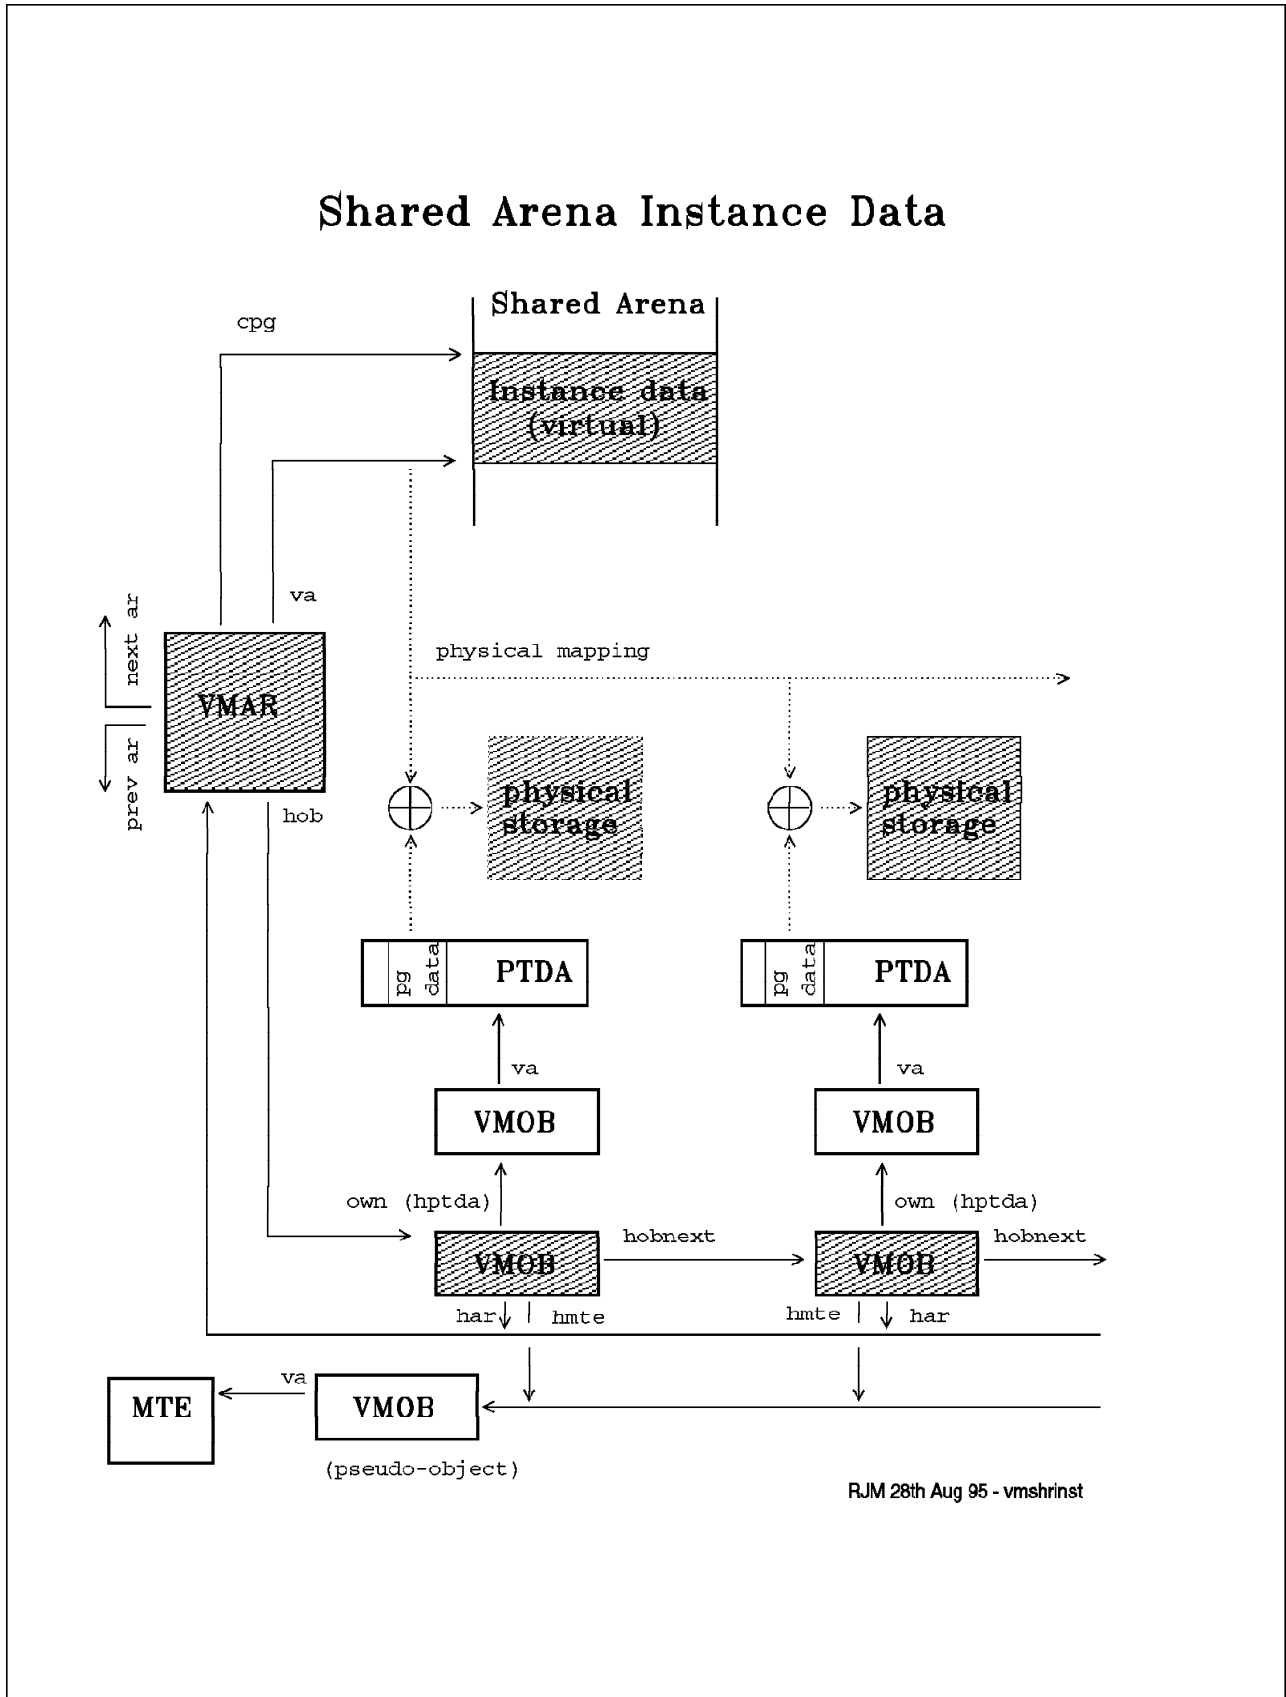 Shared Arena Instance Data
Shared Arena
cpg
Instance data
(virtual)
va
next ar
physical mapping
VMAR
prev ar
hob
physical
storage
physical
storage
pg
data
PTDA
pg
data
PTDA
va
va
VMOB
VMOB
own (hptda)
own (hptda)
hobnext
hobnext
VMOB
VMOB
har
hmte
hmte
har
va
MTE
VMOB
(pseudo-object)
RJM 28th Aug 95 - vmshrinst